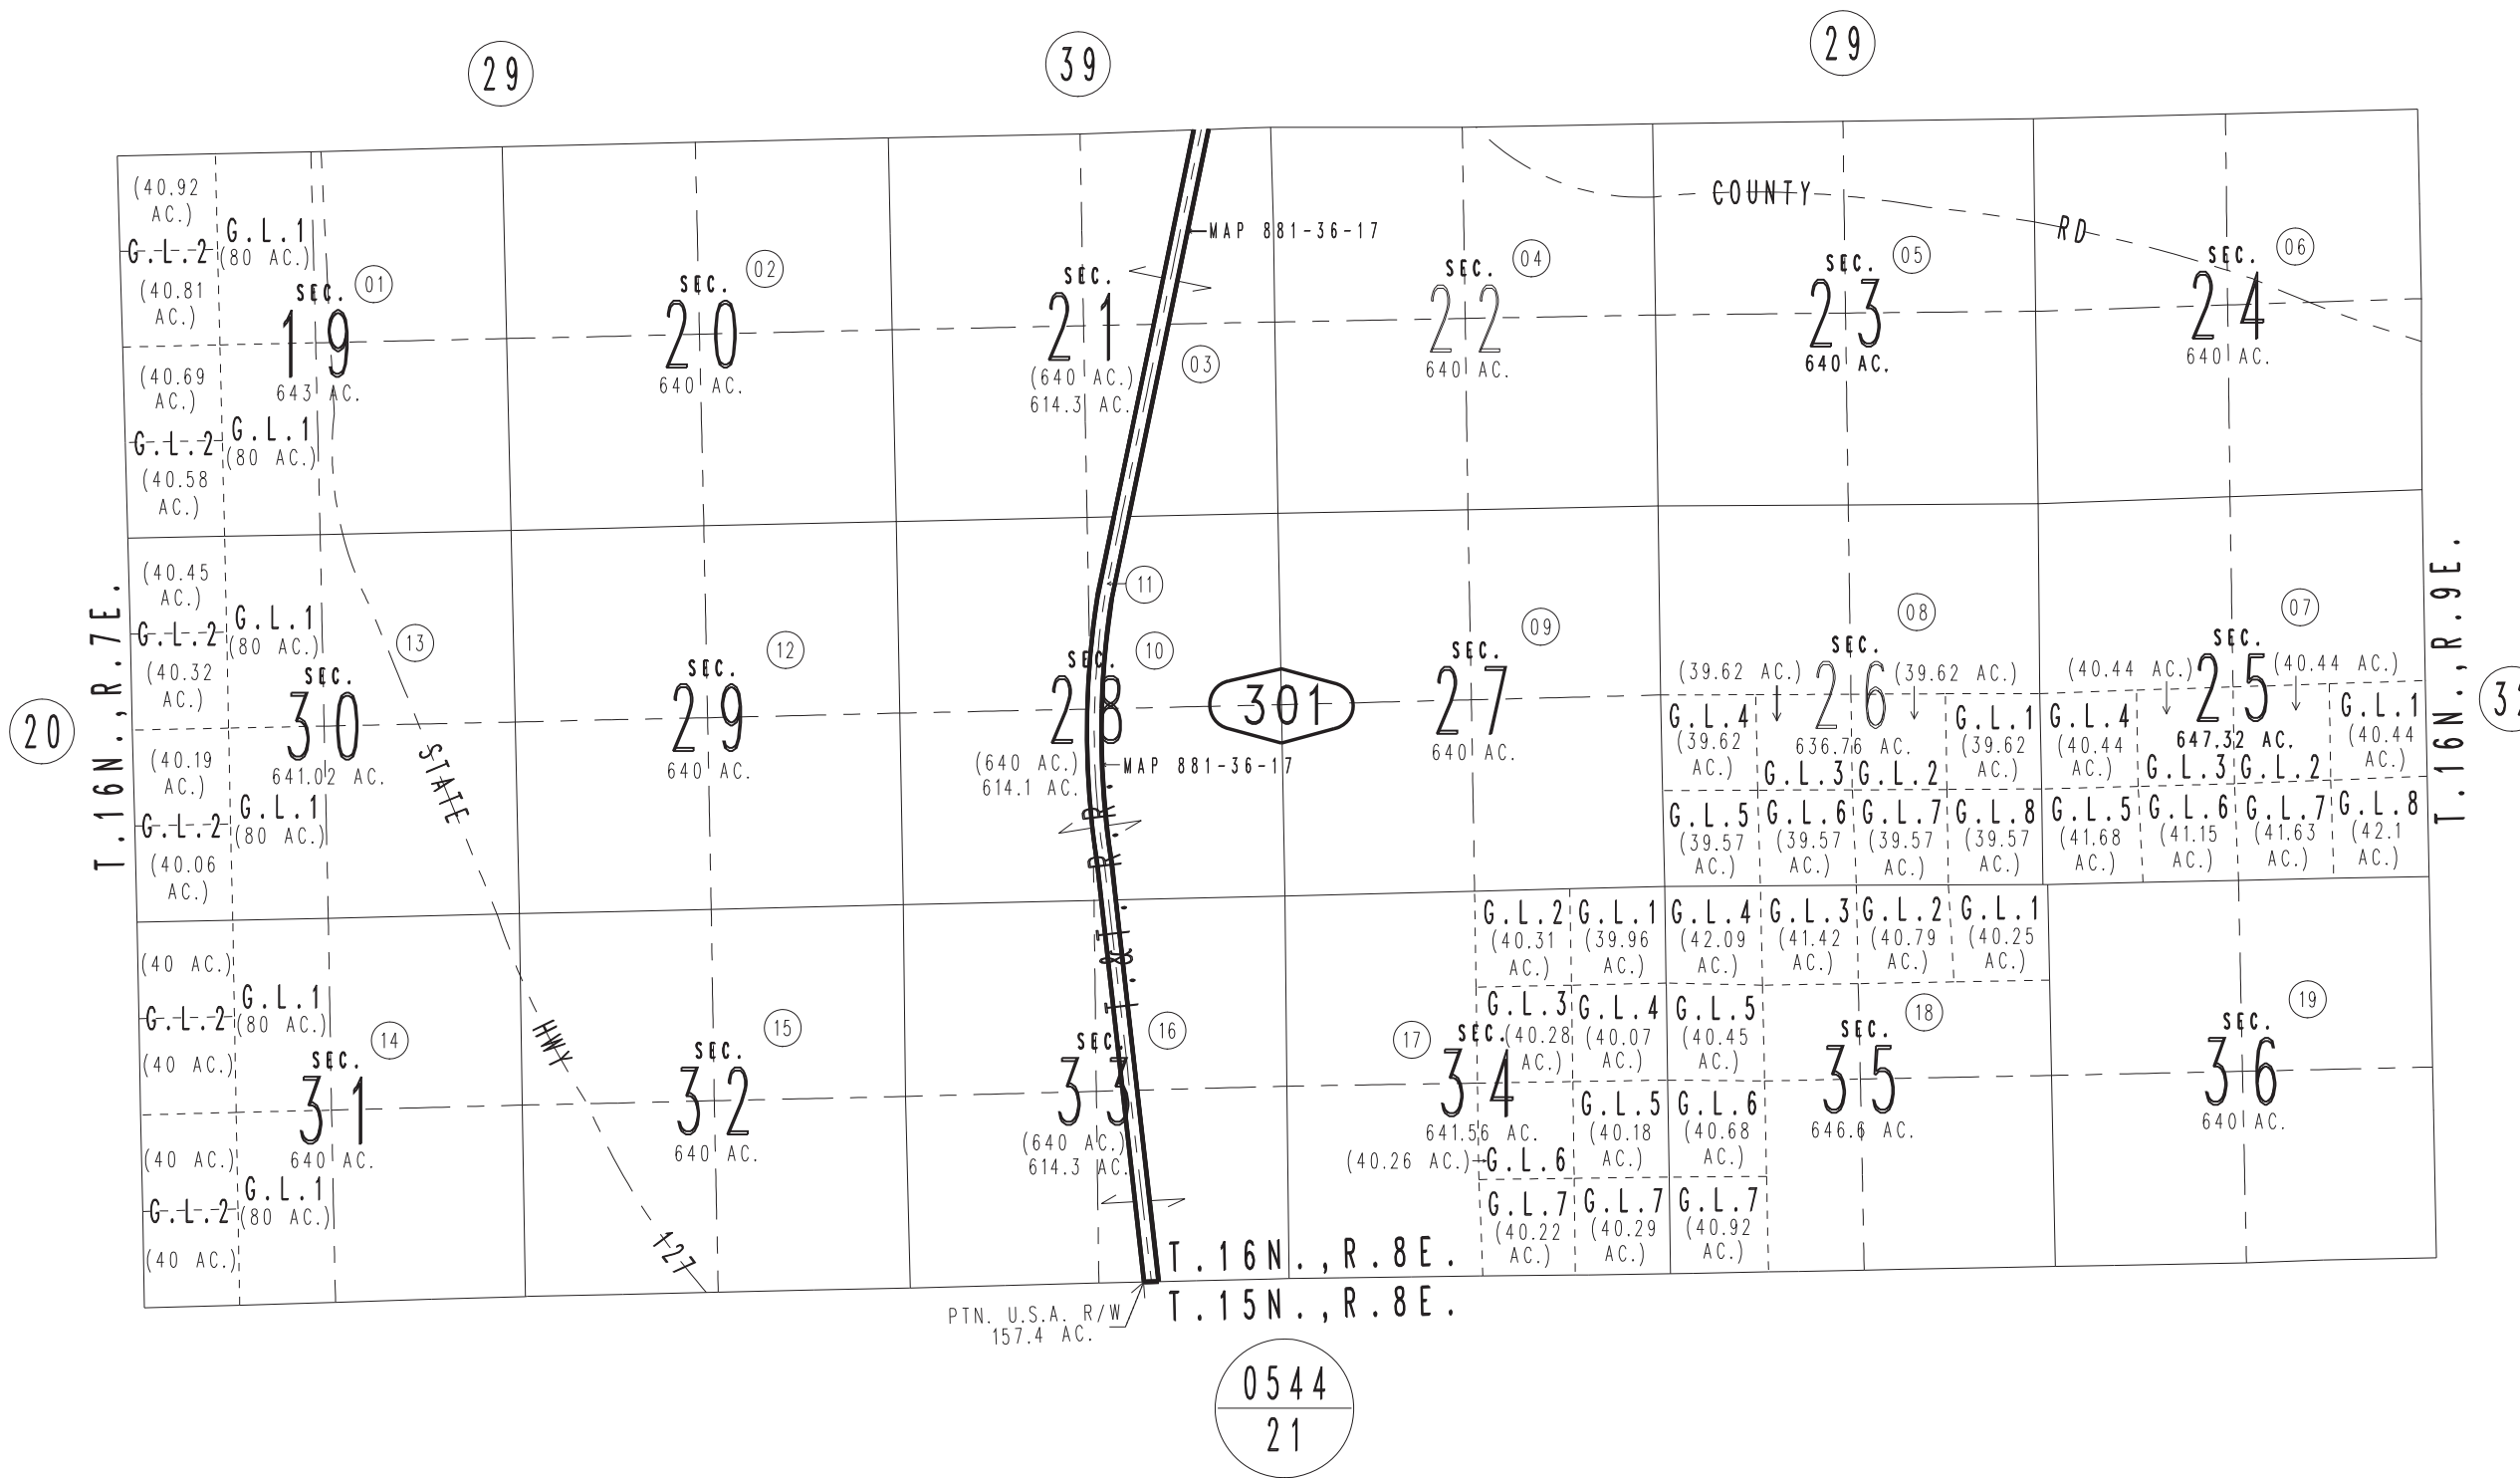 29
39
29
(40.92
AC.)
G.L.2
(40.81
AC.)
G.L.1
(80 AC.)
SEC.
19
643 AC.
01
(40.69
AC.)
G.L.2
(40.58
AC.)
G.L.1
(80 AC.)
SEC.
20
640 AC.
02
SEC.
21
(640 AC.)
614.3 AC.
MAP 881-36-17
03
SEC.
22
640 AC.
04
COUNTY
RD
SEC.
23
640 AC.
05
SEC.
24
640 AC.
06
T.16N.,R.7E.
20
(40.45
AC.)
G.L.2
(40.32
AC.)
G.L.1
(80 AC.)
SEC.
30
641.02 AC.
13
(40.19
AC.)
G.L.2
(40.06
AC.)
G.L.1
(80 AC.)
STATE
HWY
127
SEC.
29
640 AC.
12
11
SEC.
28
10
(640 AC.)
614.1 AC.
MAP 881-36-17
T.&T. R.R.
301
SEC.
27
640 AC.
09
SEC.
26
08
(39.62 AC.)
(39.62 AC.)
636.76 AC.
G.L.4
(39.62
AC.)
G.L.3
G.L.2
G.L.1
(39.62
AC.)
G.L.5
(39.57
AC.)
G.L.6
(39.57
AC.)
G.L.7
(39.57
AC.)
G.L.8
(39.57
AC.)
SEC.
25
07
(40.44 AC.)
(40.44 AC.)
647.32 AC.
G.L.4
(40.44
AC.)
G.L.3
G.L.2
G.L.1
(40.44
AC.)
G.L.5
(41.68
AC.)
G.L.6
(41.15
AC.)
G.L.7
(41.63
AC.)
G.L.8
(42.1
AC.)
T.16N.,R.9E.
(40 AC.)
G.L.2
(40 AC.)
G.L.1
(80 AC.)
SEC.
31
640 AC.
14
(40 AC.)
G.L.2
(40 AC.)
G.L.1
(80 AC.)
SEC.
32
640 AC.
15
SEC.
33
(640 AC.)
614.3 AC.
16
17
SEC.
34
641.56 AC.
G.L.2
(40.31
AC.)
G.L.1
(39.96
AC.)
G.L.3
(40.28
AC.)
G.L.4
(40.07
AC.)
G.L.5
(40.18
AC.)
(40.26 AC.)
G.L.6
G.L.7
(40.22
AC.)
G.L.7
(40.29
AC.)
G.L.4
(42.09
AC.)
G.L.3
(41.42
AC.)
G.L.2
(40.79
AC.)
G.L.1
(40.25
AC.)
G.L.5
(40.45
AC.)
G.L.6
(40.68
AC.)
G.L.7
(40.92
AC.)
SEC.
35
646.6 AC.
18
SEC.
36
640 AC.
19
T.16N.,R.8E.
T.15N.,R.8E.
PTN. U.S.A. R/W
157.4 AC.
0544
21